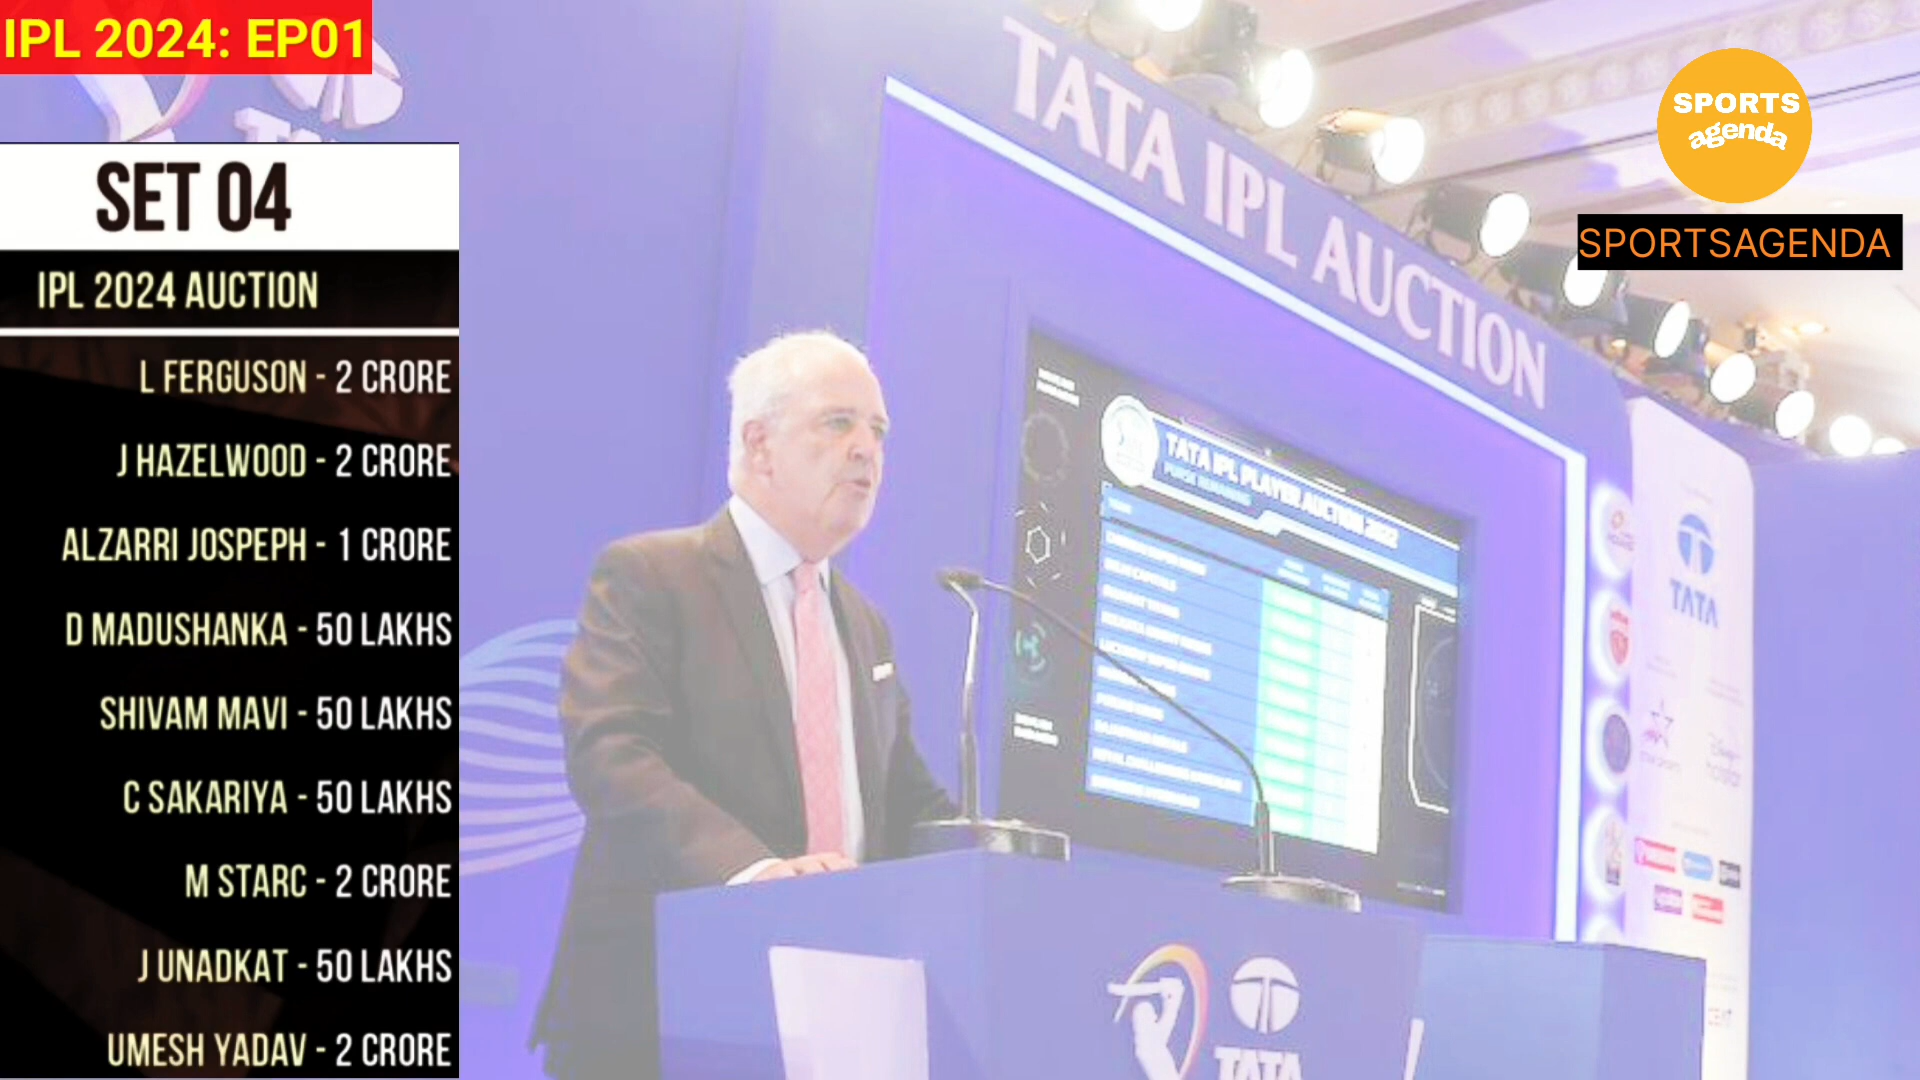 IPL 2024: EP01
SET 04
IPL 2024 AUCTION
L FERGUSON - 2 CRORE
J HAZELWOOD - 2 CRORE
ALZARRI JOSPEPH - 1 CRORE
D MADUSHANKA - 50 LAKHS
SHIVAM MAVI - 50 LAKHS
C SAKARIYA - 50 LAKHS
M STARC - 2 CRORE
J UNADKAT - 50 LAKHS
UMESH YADAV - 2 CRORE
TATA IPL AUCTION
TATA IPL PLAYER AUCTION 2022
PURSE REMAINING
SPORTS
agenda
SPORTSAGENDA
TATA
TATA